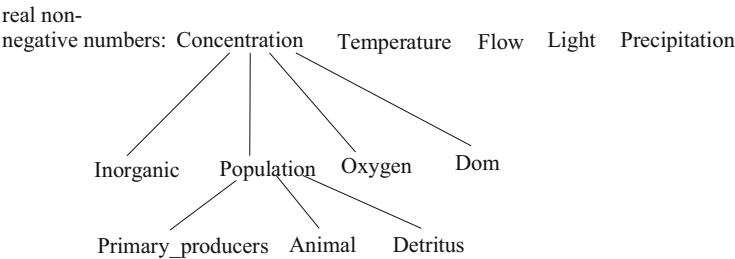 real non-
negative numbers: Concentration Temperature Flow Light Precipitation
Inorganic Population Oxygen Dom
Primary_producers Animal Detritus